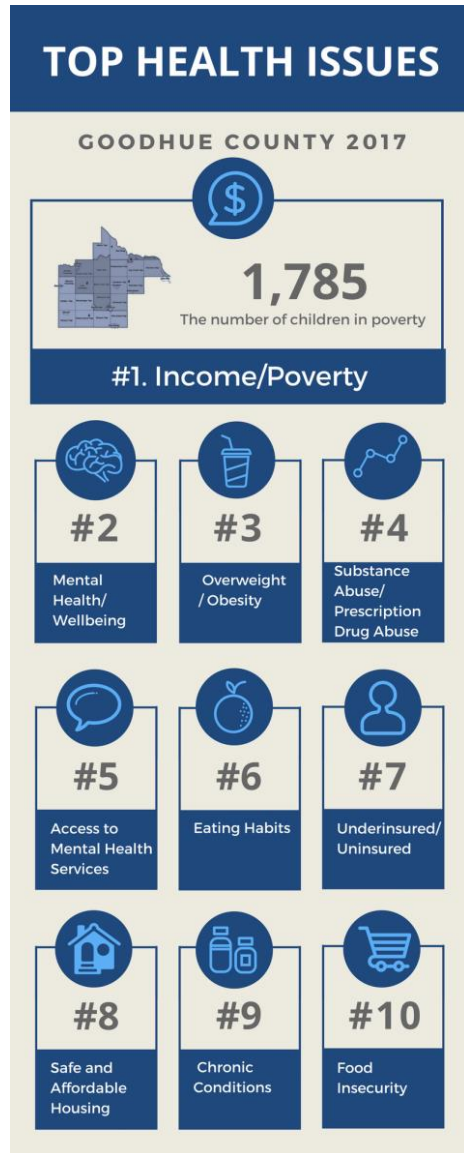 TOP HEALTH ISSUES
GOODHUE COUNTY 2017
1,785
The number of children in poverty
#1. Income/Poverty
#2
Mental
Health/
Wellbeing
#3
Overweight
/ Obesity
#4
Substance
Abuse/
Prescription
Drug Abuse
#5
Access to
Mental Health
Services
#6
Eating Habits
#7
Underinsured/
Uninsured
#8
Safe and
Affordable
Housing
#9
Chronic
Conditions
#10
Food
Insecurity